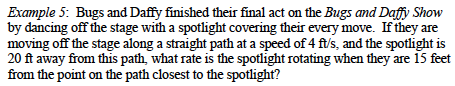 Example 5:  Bugs and Daffy finished their final act on the Bugs and Daffy Show
by dancing off the stage with a spotlight covering their every move.  If they are
moving off the stage along a straight path at a speed of 4 ft/s, and the spotlight is
20 ft away from this path, what rate is the spotlight rotating when they are 15 feet
from the point on the path closest to the spotlight?